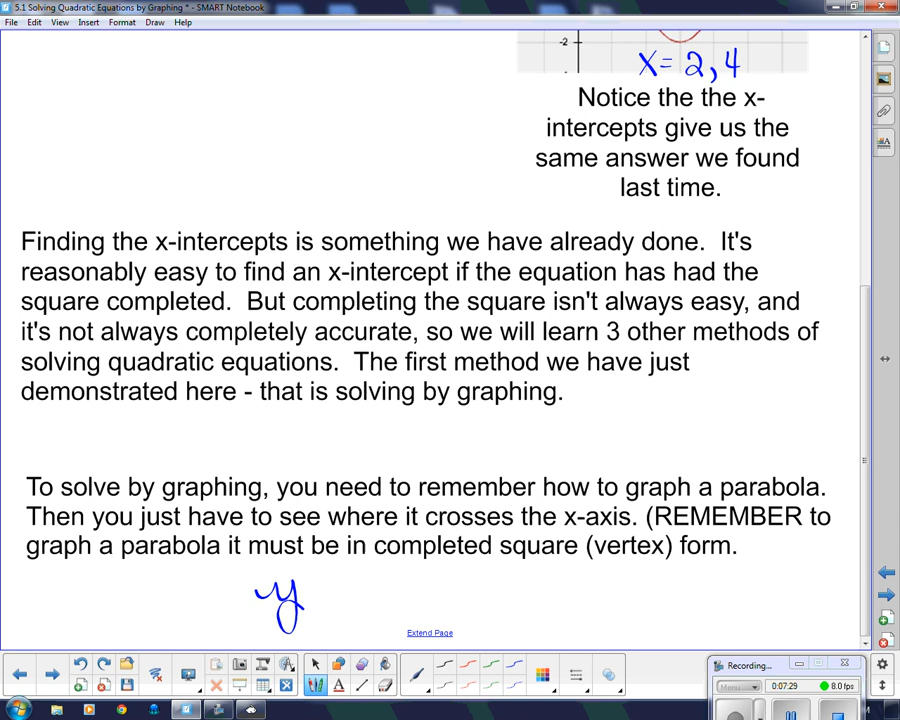 5.1 Solving Quadratic Equations by Graphing * - SMART Notebook
File Edit View Insert Format Tools Add-ons Help
-2
x= 2, 4
Notice the the x-
intercepts give us the
same answer we found
last time.
Finding the x-intercepts is something we have already done. It's
reasonably easy to find an x-intercept if the equation has had the
square completed. But completing the square isn't always easy, and
it's not always completely accurate, so we will learn 3 other methods of
solving quadratic equations. The first method we have just
demonstrated here - that is solving by graphing.
To solve by graphing, you need to remember how to graph a parabola.
Then you just have to see where it crosses the x-axis. (REMEMBER to
graph a parabola it must be in completed square (vertex) form.
y
Extend Page
Recording...
Menu
0:07:29
8.0 fps